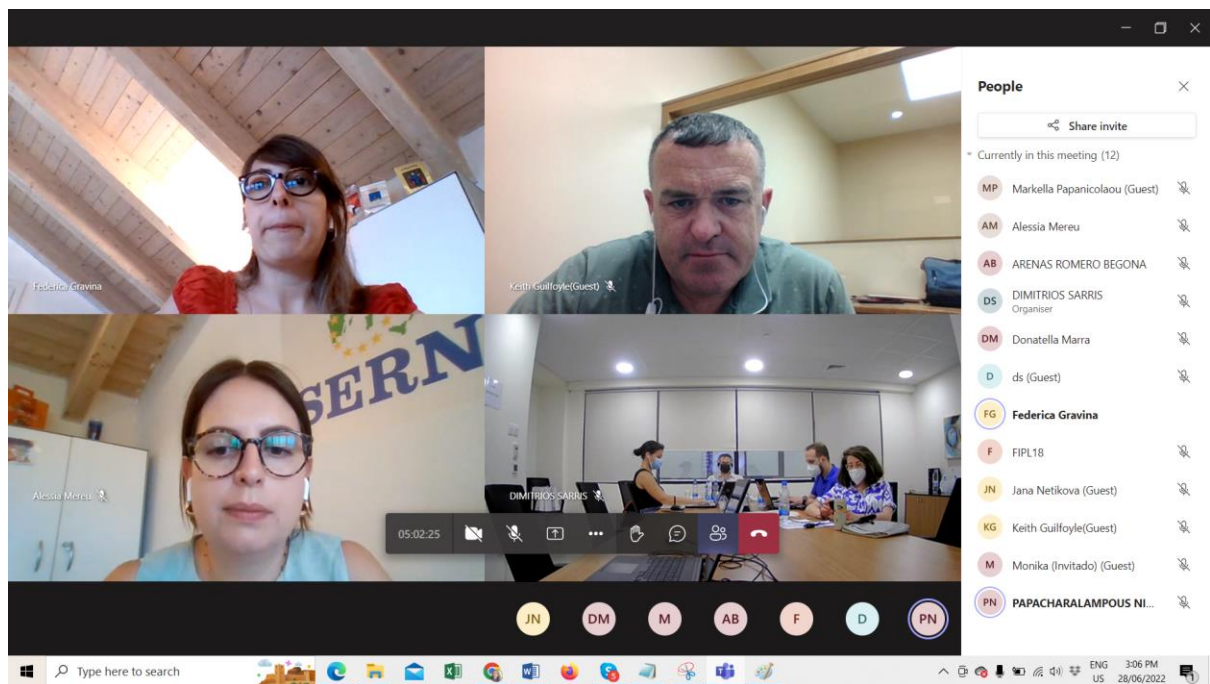 Federica Gravina
Keith Guilfoyle(Guest)
SERN
Alessia Mereu
DIMITRIOS SARRIS
05:02:25
JN
DM
M
AB
F
D
PN
People
Share invite
Currently in this meeting (12)
MP Markella Papanicolaou (Guest)
AM Alessia Mereu
AB ARENAS ROMERO BEGONA
DS DIMITRIOS SARRIS
Organiser
DM Donatella Marra
D ds (Guest)
FG Federica Gravina
F FIPL18
JN Jana Netikova (Guest)
KG Keith Guilfoyle(Guest)
M Monika (Invitado) (Guest)
PN PAPACHARALAMPOUS NI...
Type here to search
ENG 3:06 PM
US 28/06/2022